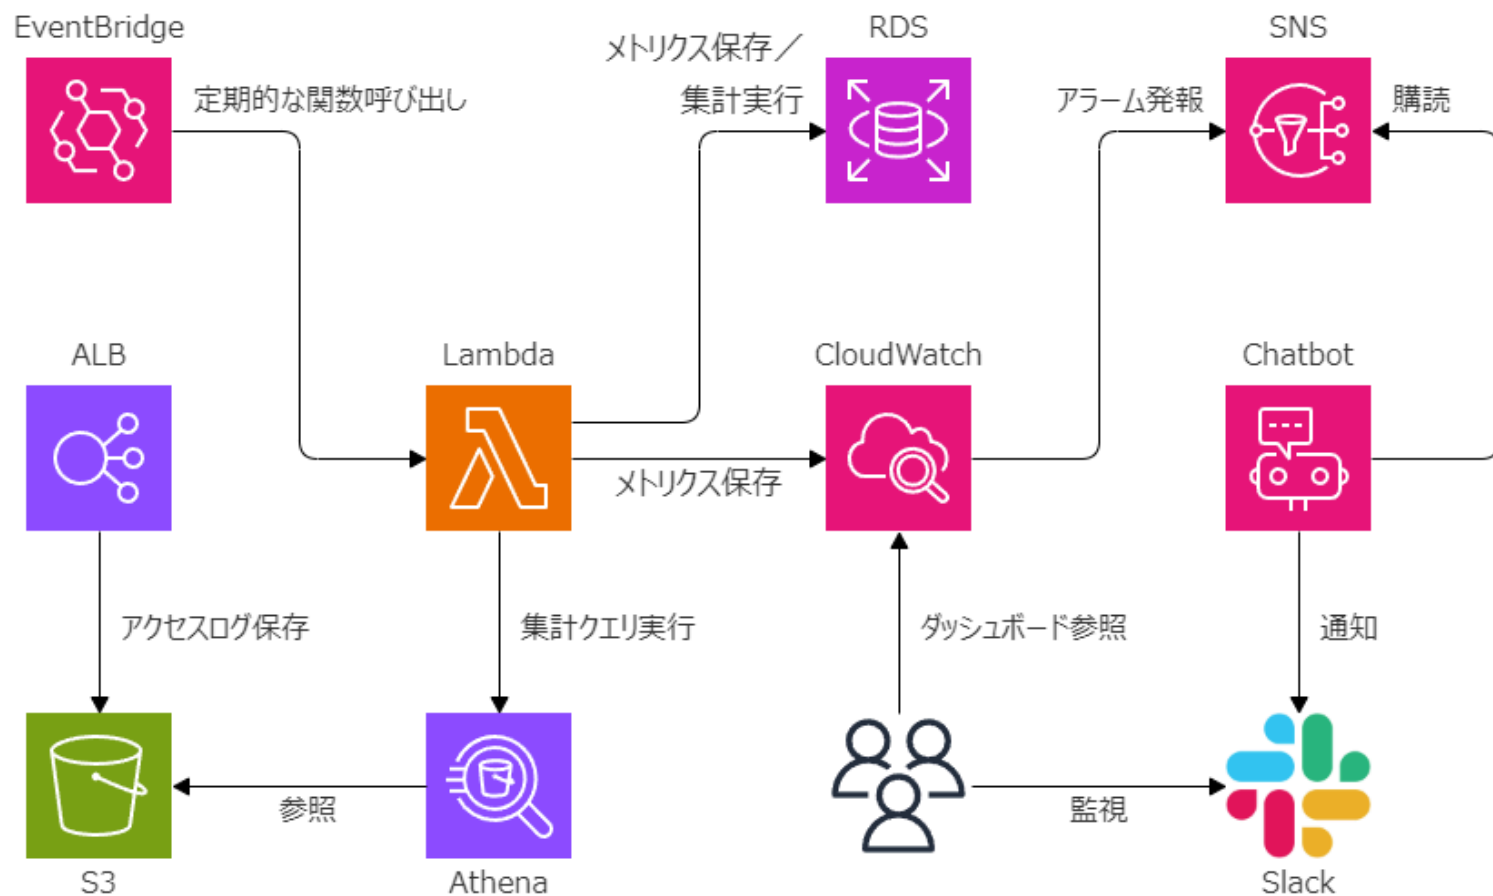 EventBridge
定期的な関数呼び出し
メトリクス保存／
集計実行
RDS
アラーム発報
SNS
購読
ALB
Lambda
メトリクス保存
CloudWatch
Chatbot
アクセスログ保存
集計クエリ実行
ダッシュボード参照
通知
参照
監視
S3
Athena
Slack